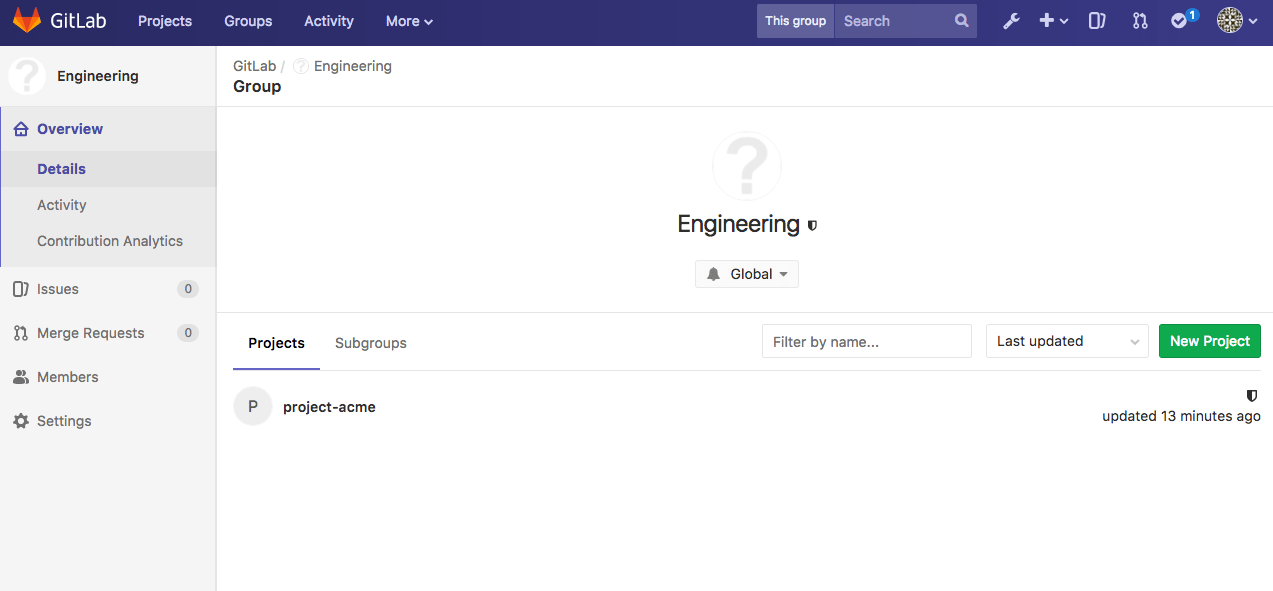 GitLab Projects Groups Activity More This group Search 1
Engineering
GitLab / Engineering
Group
Overview
Details
Activity
Contribution Analytics
Issues 0
Merge Requests 0
Members
Settings
Engineering
Global
Projects Subgroups Filter by name... Last updated New Project
P project-acme
updated 13 minutes ago